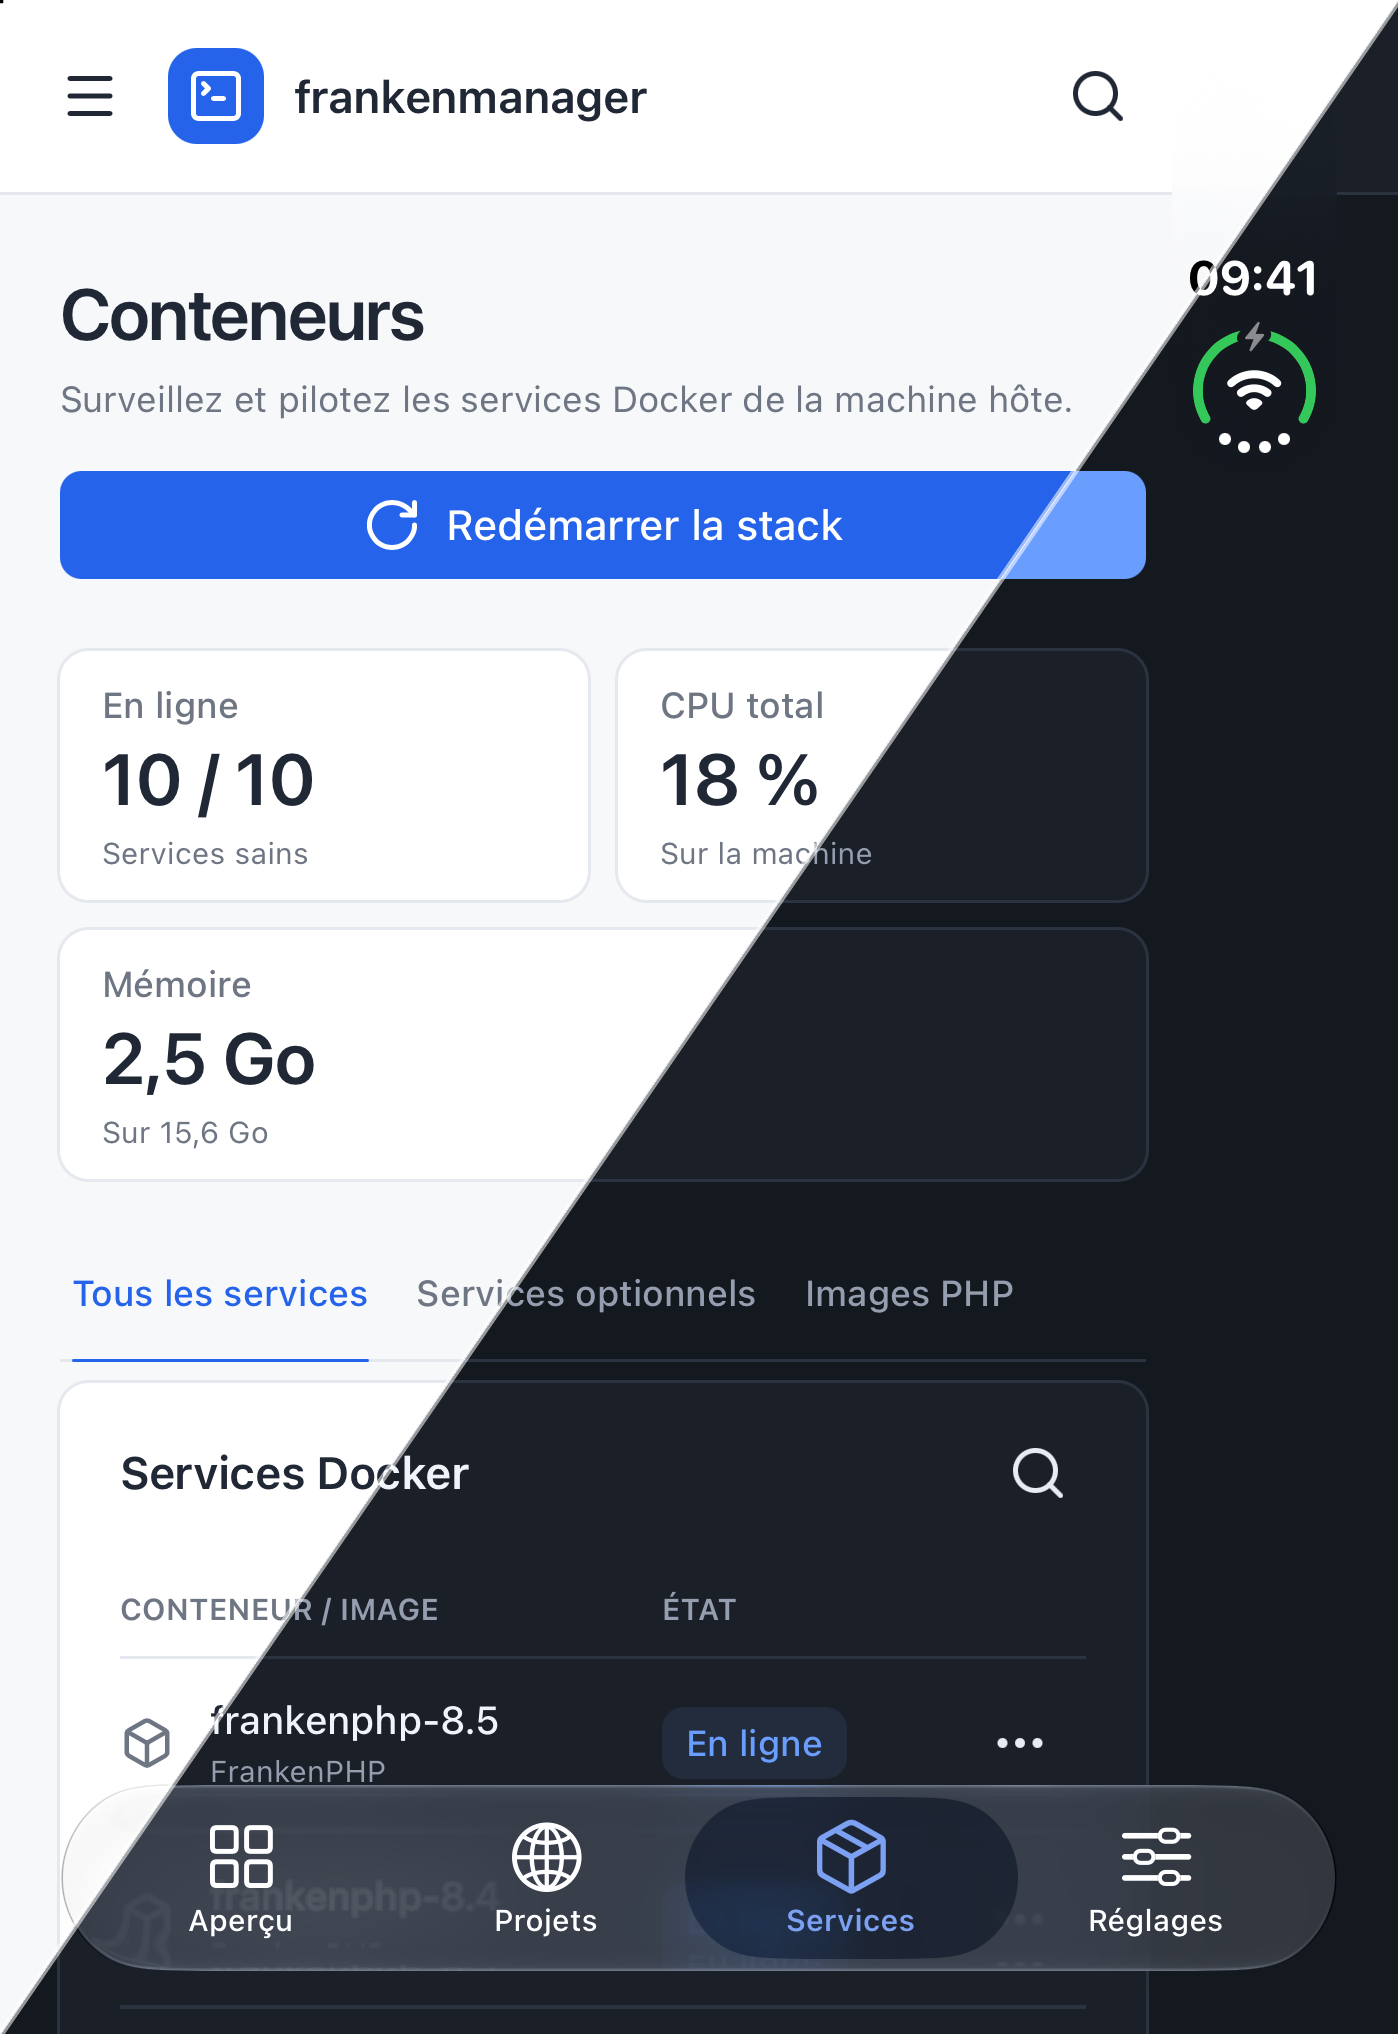 frankenmanager
09:41
Conteneurs
Surveillez et pilotez les services Docker de la machine hôte.
Redémarrer la stack
En ligne
10 / 10
Services sains
CPU total
18 %
Sur la machine
Mémoire
2,5 Go
Sur 15,6 Go
Tous les services Services optionnels Images PHP
Services Docker
CONTENEUR / IMAGE ÉTAT
frankenphp-8.5
FrankenPHP
En ligne
frankenphp-8.4
Aperçu Projets Services Réglages